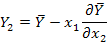 Y₂ = Ȳ − x₁ ∂Ȳ/∂x₂